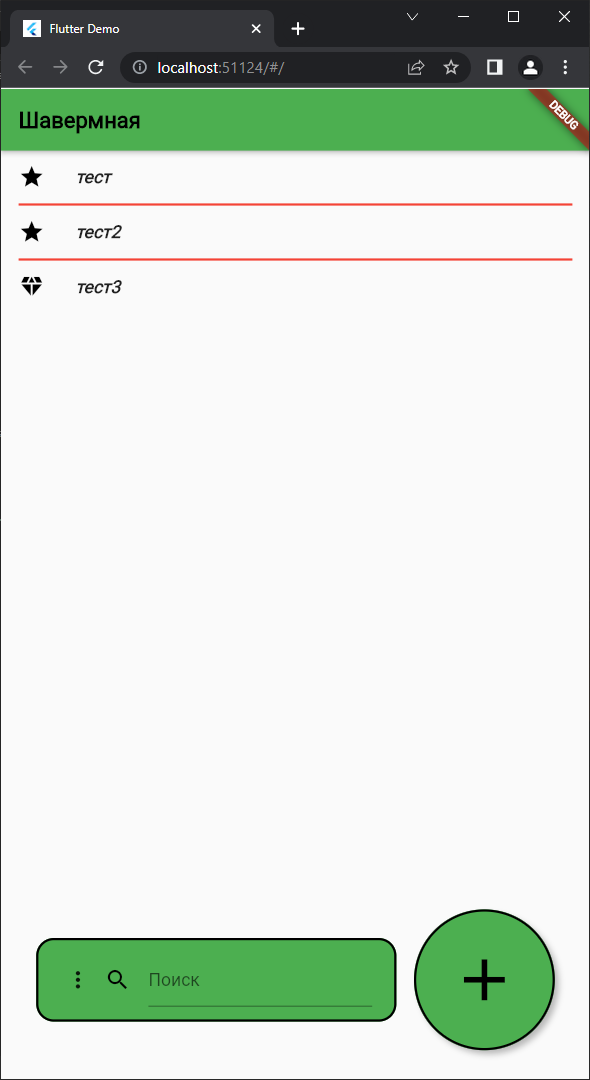 Flutter Demo
localhost:51124/#/
Шавермная
DEBUG
тест
тест2
тест3
Поиск